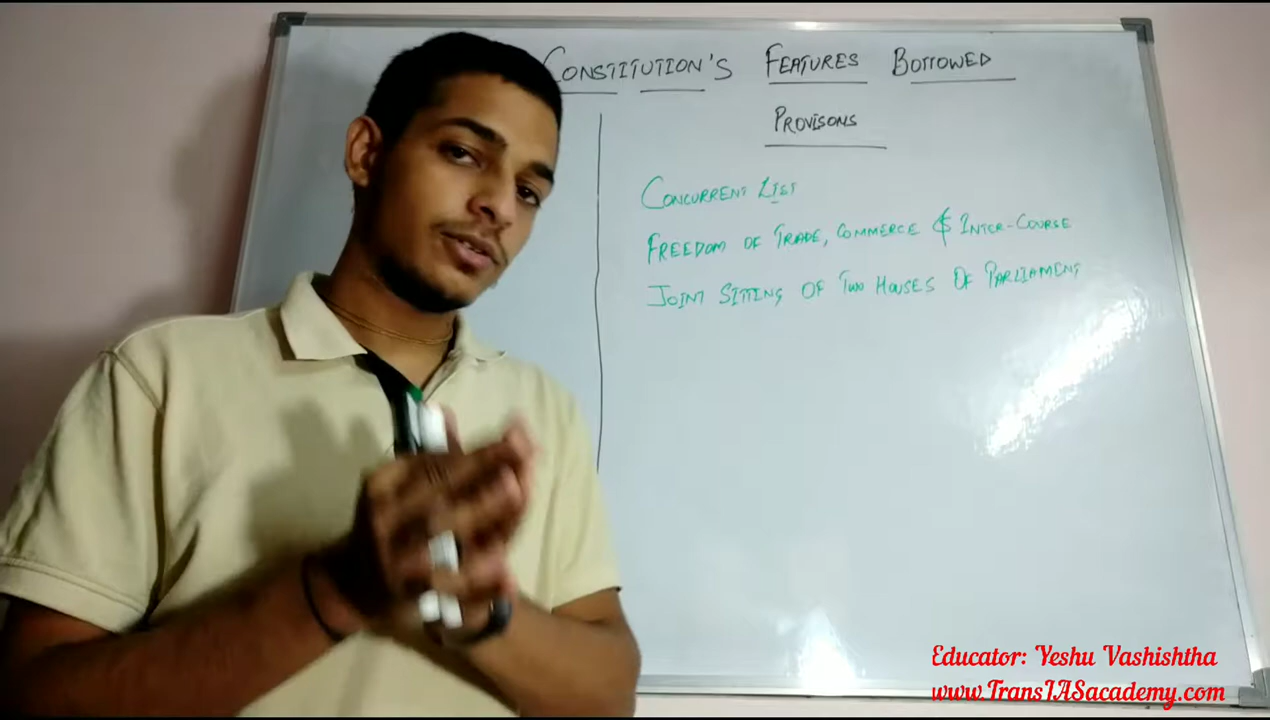 CONSTITUTION'S FEATURES BORROWED
PROVISONS
CONCURRENT LIST
FREEDOM OF TRADE, COMMERCE & INTER-COURSE
JOINT SITTING OF TWO HOUSES OF PARLIAMENT
Educator: Yeshu Vashishtha
www.TransIASacademy.com